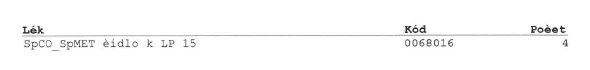 Lék Kód Poèet
SpCO_SpMET èidlo k LP 15 0068016 4